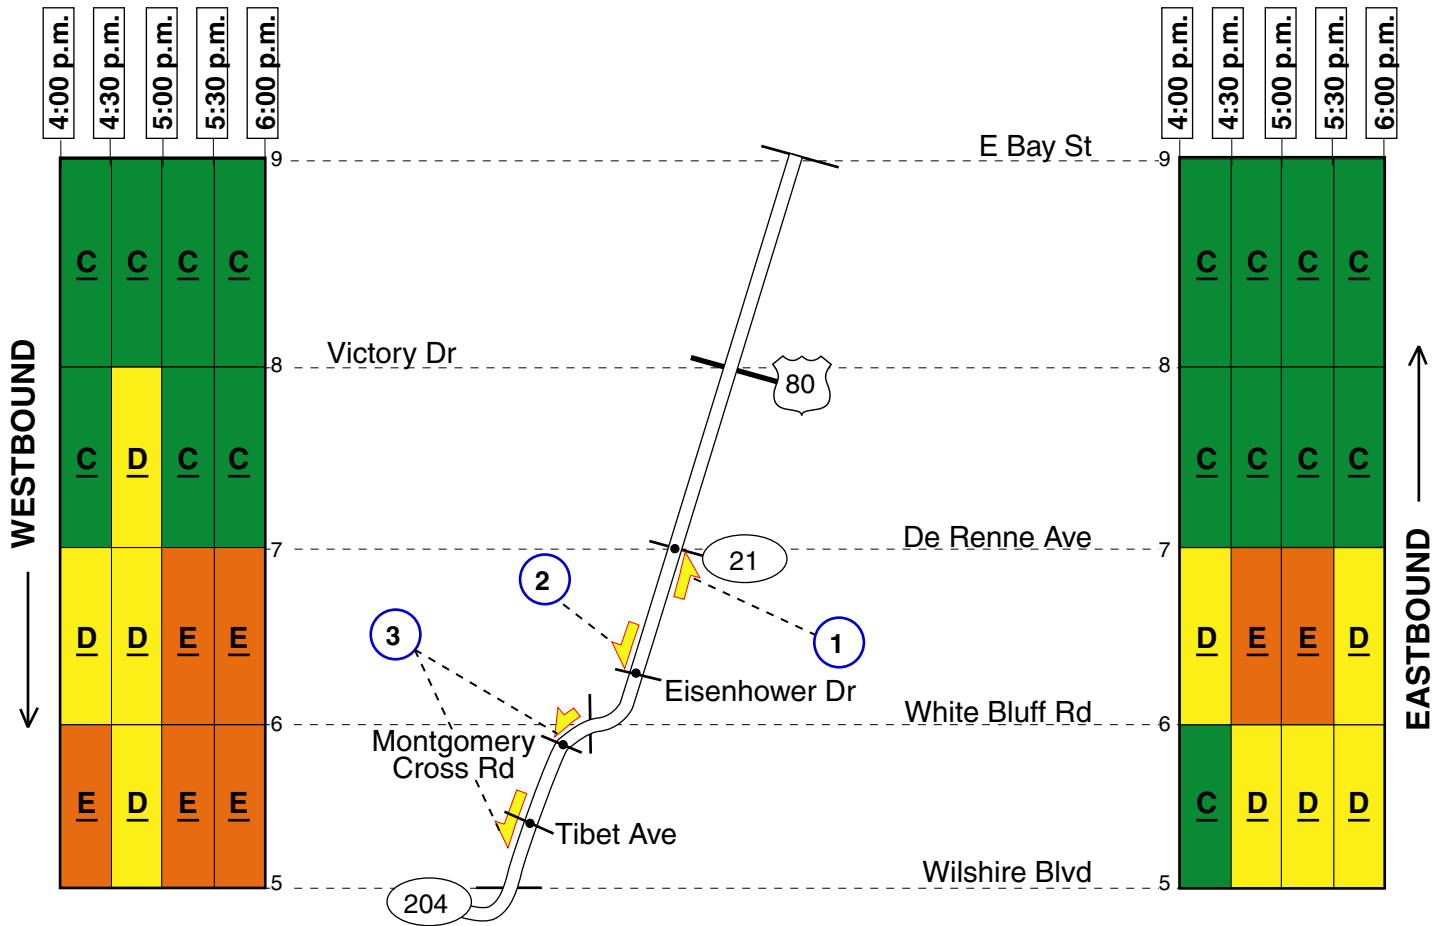 4:00 p.m.
4:30 p.m.
5:00 p.m.
5:30 p.m.
6:00 p.m.
4:00 p.m.
4:30 p.m.
5:00 p.m.
5:30 p.m.
6:00 p.m.
9
E Bay St
9
C C C C
C C C C
WESTBOUND
EASTBOUND
8
Victory Dr
80
8
C D C C
C C C C
7
De Renne Ave
7
21
2
1
3
D D E E
D E E D
Eisenhower Dr
6
White Bluff Rd
6
Montgomery
Cross Rd
E D E E
C D D D
Tibet Ave
5
Wilshire Blvd
5
204